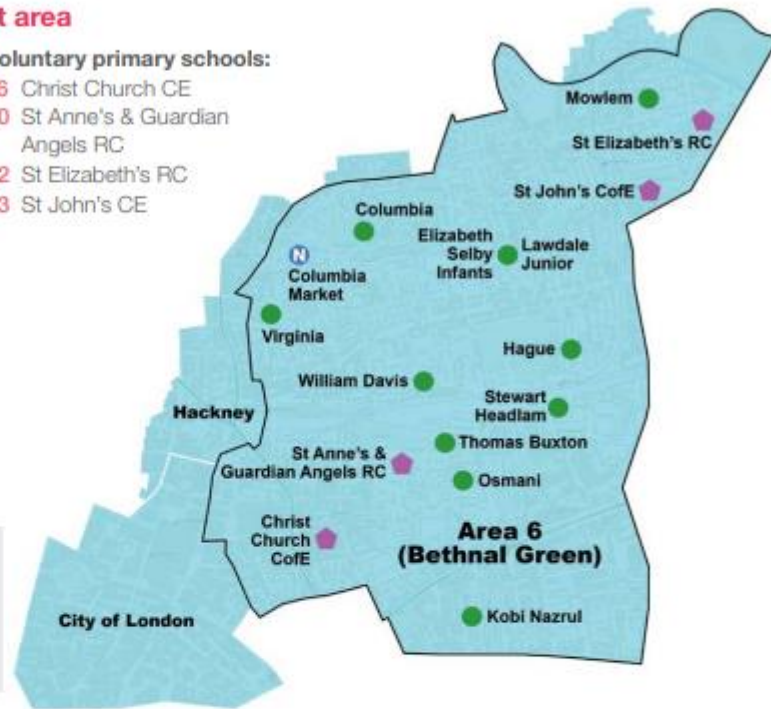 t area
oluntary primary schools:
6 Christ Church CE
0 St Anne's & Guardian
Angels RC
2 St Elizabeth's RC
3 St John's CE
Mowlem
St Elizabeth's RC
St John's CofE
Columbia
Elizabeth
Selby
Infants
Lawdale
Junior
N
Columbia
Market
Virginia
Hague
William Davis
Stewart
Headlam
Hackney
Thomas Buxton
St Anne's &
Guardian Angels RC
Osmani
Christ
Church
CofE
Area 6
(Bethnal Green)
City of London
Kobi Nazrul